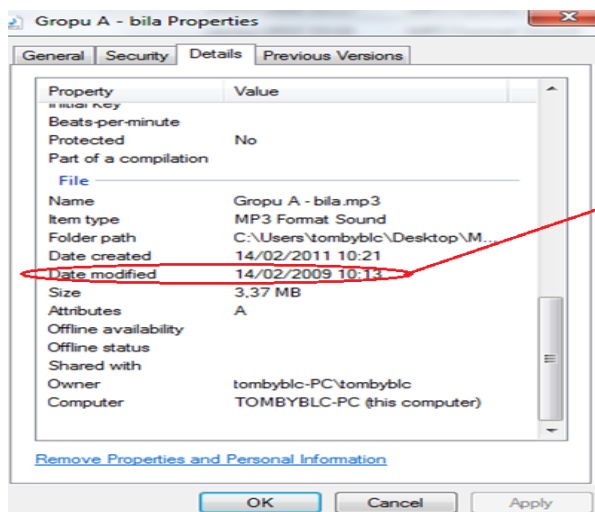 Gropu A - bila Properties
General Security Details Previous Versions
Property Value
Initial Key
Beats-per-minute
Protected No
Part of a compilation
File
Name Gropu A - bila.mp3
Item type MP3 Format Sound
Folder path C:\Users\tombyblc\Desktop\M...
Date created 14/02/2011 10:21
Date modified 14/02/2009 10:13
Size 3,37 MB
Attributes A
Offline availability
Offline status
Shared with
Owner tombyblc-PC\tombyblc
Computer TOMBYBLC-PC (this computer)
Remove Properties and Personal Information
OK Cancel Apply